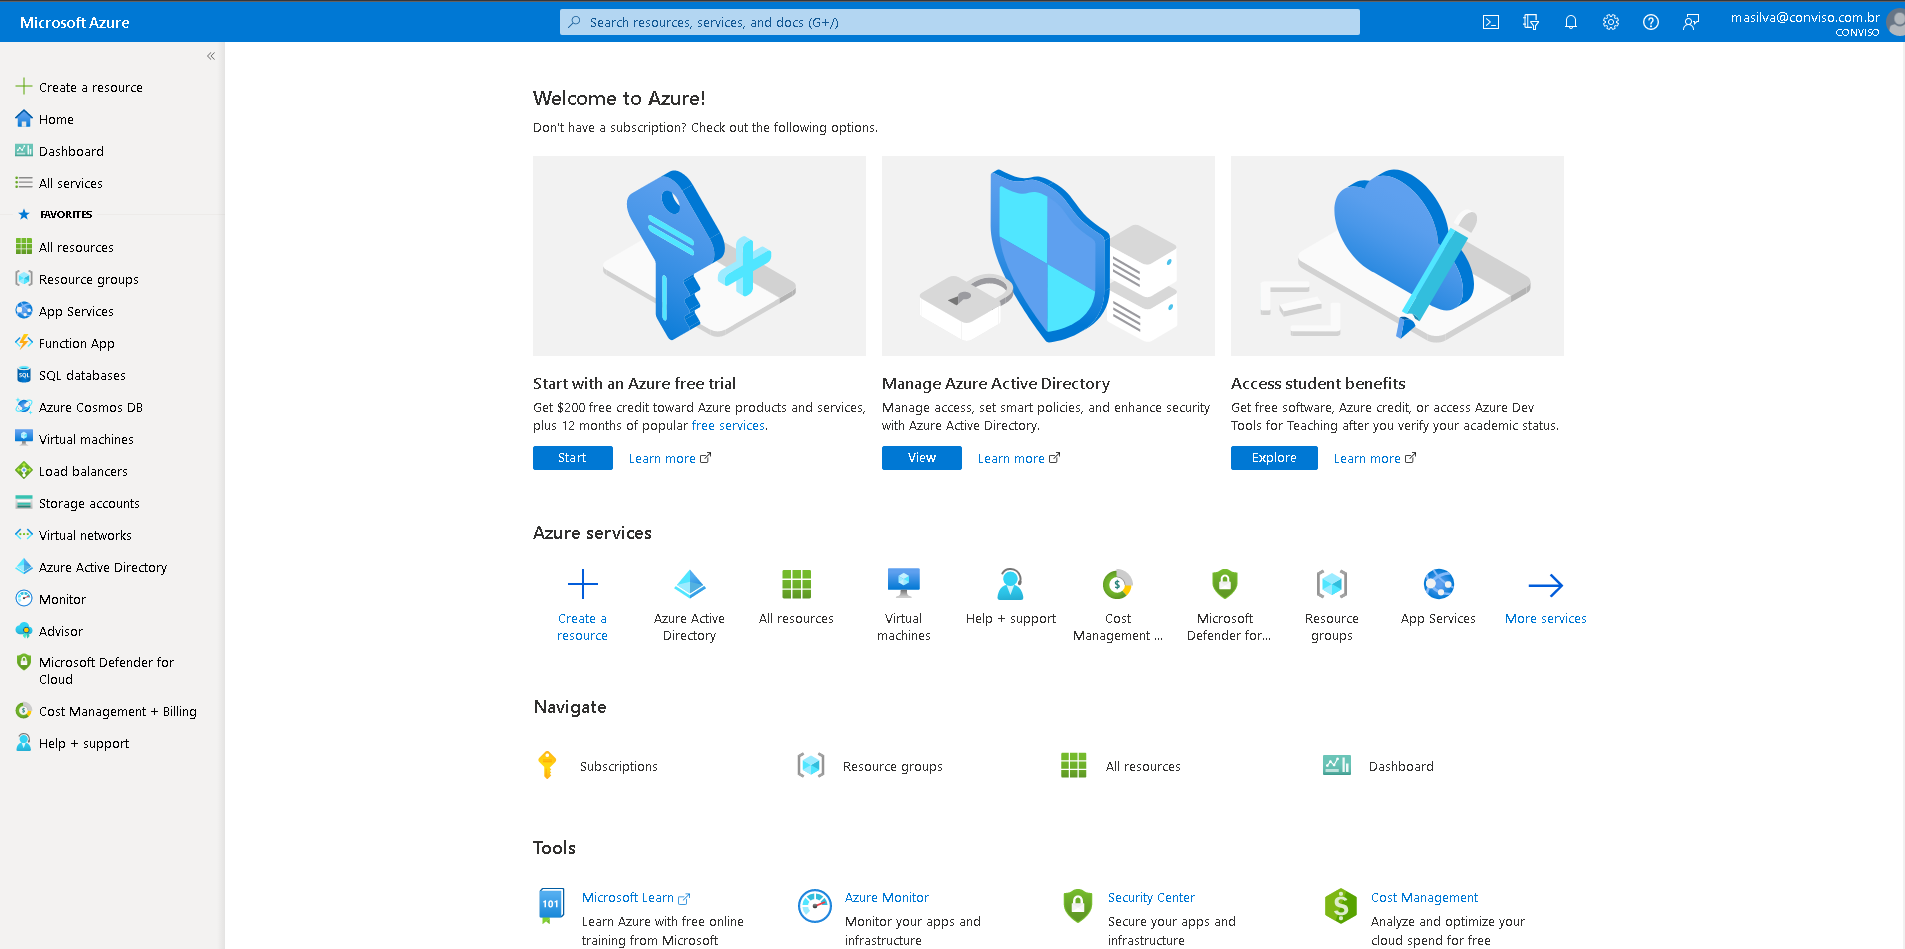 Microsoft Azure
Search resources, services, and docs (G+/)
masilva@conviso.com.br
CONVISO
«
Create a resource
Home
Dashboard
All services
FAVORITES
All resources
Resource groups
App Services
Function App
SQL databases
Azure Cosmos DB
Virtual machines
Load balancers
Storage accounts
Virtual networks
Azure Active Directory
Monitor
Advisor
Microsoft Defender for
Cloud
Cost Management + Billing
Help + support
Welcome to Azure!
Don't have a subscription? Check out the following options.
Start with an Azure free trial
Get $200 free credit toward Azure products and services,
plus 12 months of popular free services.
Start
Learn more
Manage Azure Active Directory
Manage access, set smart policies, and enhance security
with Azure Active Directory.
View
Learn more
Access student benefits
Get free software, Azure credit, or access Azure Dev
Tools for Teaching after you verify your academic status.
Explore
Learn more
Azure services
Create a
resource
Azure Active
Directory
All resources
Virtual
machines
Help + support
Cost
Management ...
Microsoft
Defender for...
Resource
groups
App Services
More services
Navigate
Subscriptions
Resource groups
All resources
Dashboard
Tools
101
Microsoft Learn
Learn Azure with free online
training from Microsoft
Azure Monitor
Monitor your apps and
infrastructure
Security Center
Secure your apps and
infrastructure
Cost Management
Analyze and optimize your
cloud spend for free